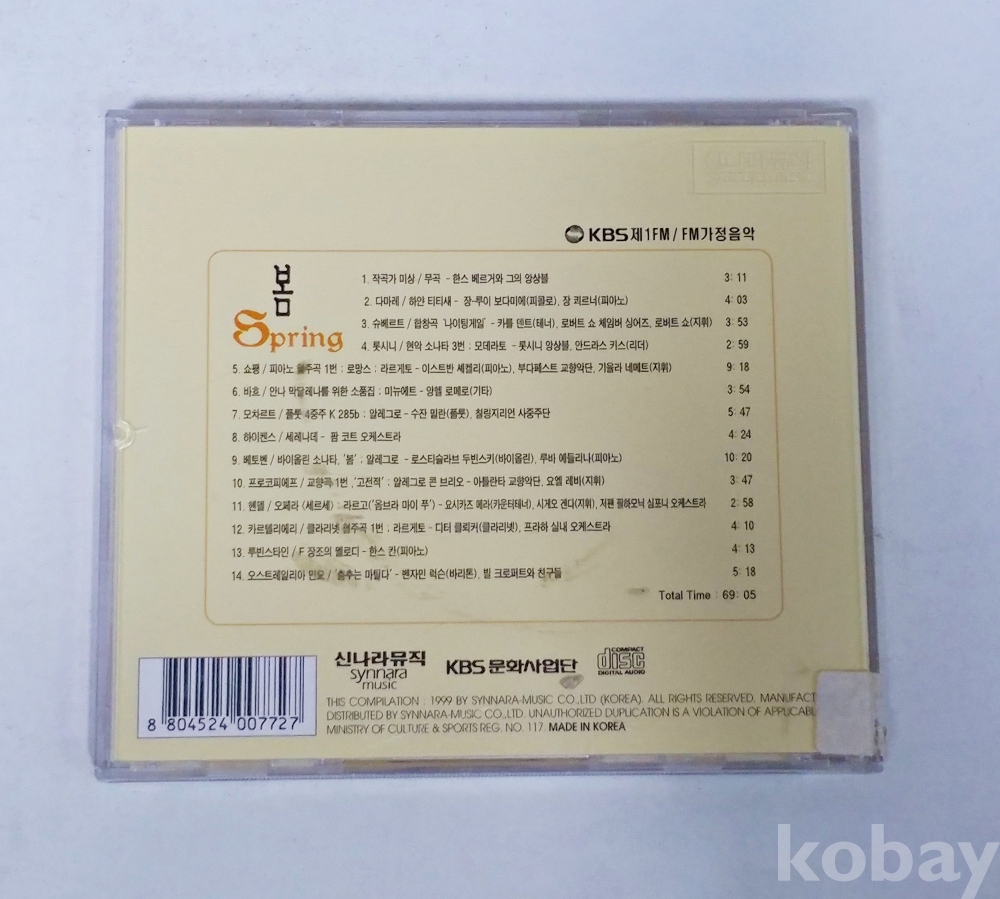 KBS 제1FM / FM가정음악
봄
Spring
1. 작곡가 미상 / 무곡 - 한스 베르거와 그의 앙상블 3: 11
2. 다마레 / 하얀 티티새 - 장-루이 보다미에(피콜로), 장 쾨르너(피아노) 4: 03
3. 슈베르트 / 합창곡 '나이팅게일' - 카를 덴트(테너), 로버트 쇼 체임버 싱어즈, 로버트 쇼(지휘) 3: 53
4. 롯시니 / 현악 소나타 3번 ; 모데라토 - 롯시니 앙상블, 안드라스 키스(리더) 2: 59
5. 쇼팽 / 피아노 협주곡 1번 ; 로망스 ; 라르게토 - 이스트반 세켈리(피아노), 부다페스트 교향악단, 기율라 네메트(지휘) 9: 18
6. 바흐 / 안나 막달레나를 위한 소품집 ; 미뉴에트 - 앙헬 로메로(기타) 3: 54
7. 모차르트 / 플룻 4중주 K 285b ; 알레그로 - 수잔 밀란(플룻), 칠링지리언 사중주단 5: 47
8. 하이켄스 / 세레나데 - 팜 코트 오케스트라 4: 24
9. 베토벤 / 바이올린 소나타, '봄' ; 알레그로 - 로스티슬라브 두빈스키(바이올린), 루바 에들리나(피아노) 10: 20
10. 프로코피에프 / 교향곡 1번 ,'고전적' ; 알레그로 콘 브리오 - 아틀란타 교향악단, 요엘 레비(지휘) 3: 47
11. 헨델 / 오페라 (세르세) ; 라르고('옴브라 마이 푸') - 요시카즈 메라(카운터테너), 시게오 겐다(지휘), 저팬 필하모닉 심포니 오케스트라 2: 58
12. 카르텔리에리 / 클라리넷 협주곡 1번 ; 라르게토 - 디터 클뢰커(클라리넷), 프라하 실내 오케스트라 4: 10
13. 루빈스타인 / F 장조의 멜로디 - 한스 칸(피아노) 4: 13
14. 오스트레일리아 민요 / '춤추는 마틸다' - 벤자민 럭슨(바리톤), 빌 크로퍼트와 친구들 5: 18
Total Time : 69: 05
신나라뮤직
synnara
music
KBS 문화사업단
COMPACT
disc
DIGITAL AUDIO
THIS COMPILATION : 1999 BY SYNNARA-MUSIC CO.,LTD (KOREA). ALL RIGHTS RESERVED. MANUFACT
DISTRIBUTED BY SYNNARA-MUSIC CO.,LTD. UNAUTHORIZED DUPLICATION IS A VIOLATION OF APPLICABL
MINISTRY OF CULTURE & SPORTS REG. NO. 117. MADE IN KOREA
8 804524 007727
kobay